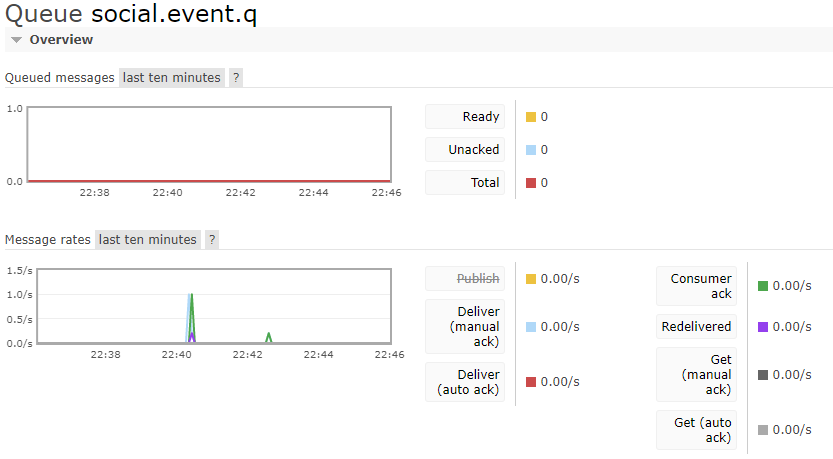 Queue social.event.q
Overview
Queued messages last ten minutes ?
1.0
0.0
22:38 22:40 22:42 22:44 22:46
Ready 0
Unacked 0
Total 0
Message rates last ten minutes ?
1.5/s
1.0/s
0.5/s
0.0/s
22:38 22:40 22:42 22:44 22:46
Publish 0.00/s
Deliver
(manual
ack)
0.00/s
Deliver
(auto ack)
0.00/s
Consumer
ack
0.00/s
Redelivered 0.00/s
Get
(manual
ack)
0.00/s
Get (auto
ack)
0.00/s